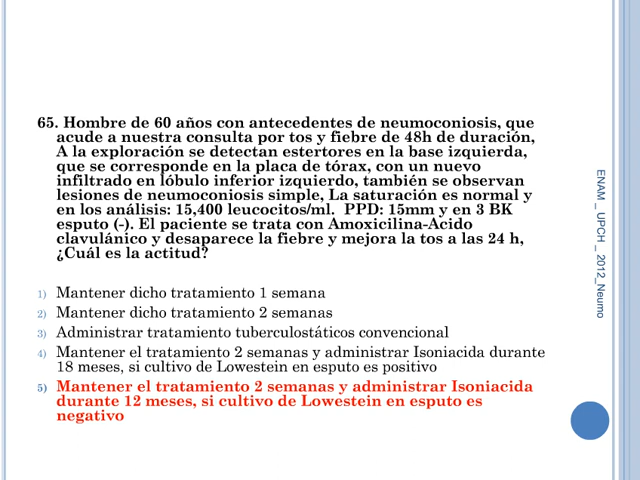 65. Hombre de 60 años con antecedentes de neumoconiosis, que
acude a nuestra consulta por tos y fiebre de 48h de duración,
A la exploración se detectan estertores en la base izquierda,
que se corresponde en la placa de tórax, con un nuevo
infiltrado en lóbulo inferior izquierdo, también se observan
lesiones de neumoconiosis simple, La saturación es normal y
en los análisis: 15,400 leucocitos/ml. PPD: 15mm y en 3 BK
esputo (-). El paciente se trata con Amoxicilina-Acido
clavulánico y desaparece la fiebre y mejora la tos a las 24 h,
¿Cuál es la actitud?
1) Mantener dicho tratamiento 1 semana
2) Mantener dicho tratamiento 2 semanas
3) Administrar tratamiento tuberculostáticos convencional
4) Mantener el tratamiento 2 semanas y administrar Isoniacida durante
18 meses, si cultivo de Lowestein en esputo es positivo
5) Mantener el tratamiento 2 semanas y administrar Isoniacida
durante 12 meses, si cultivo de Lowestein en esputo es
negativo
ENAM _ UPCH _ 2012_Neumo